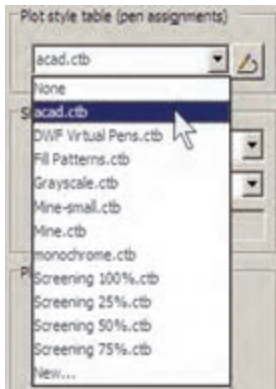 Plot style table (pen assignments)
acad.ctb
None
acad.ctb
DWF Virtual Pens.ctb
Fill Patterns.ctb
Grayscale.ctb
Mine-small.ctb
Mine.ctb
monochrome.ctb
Screening 100%.ctb
Screening 25%.ctb
Screening 50%.ctb
Screening 75%.ctb
New...